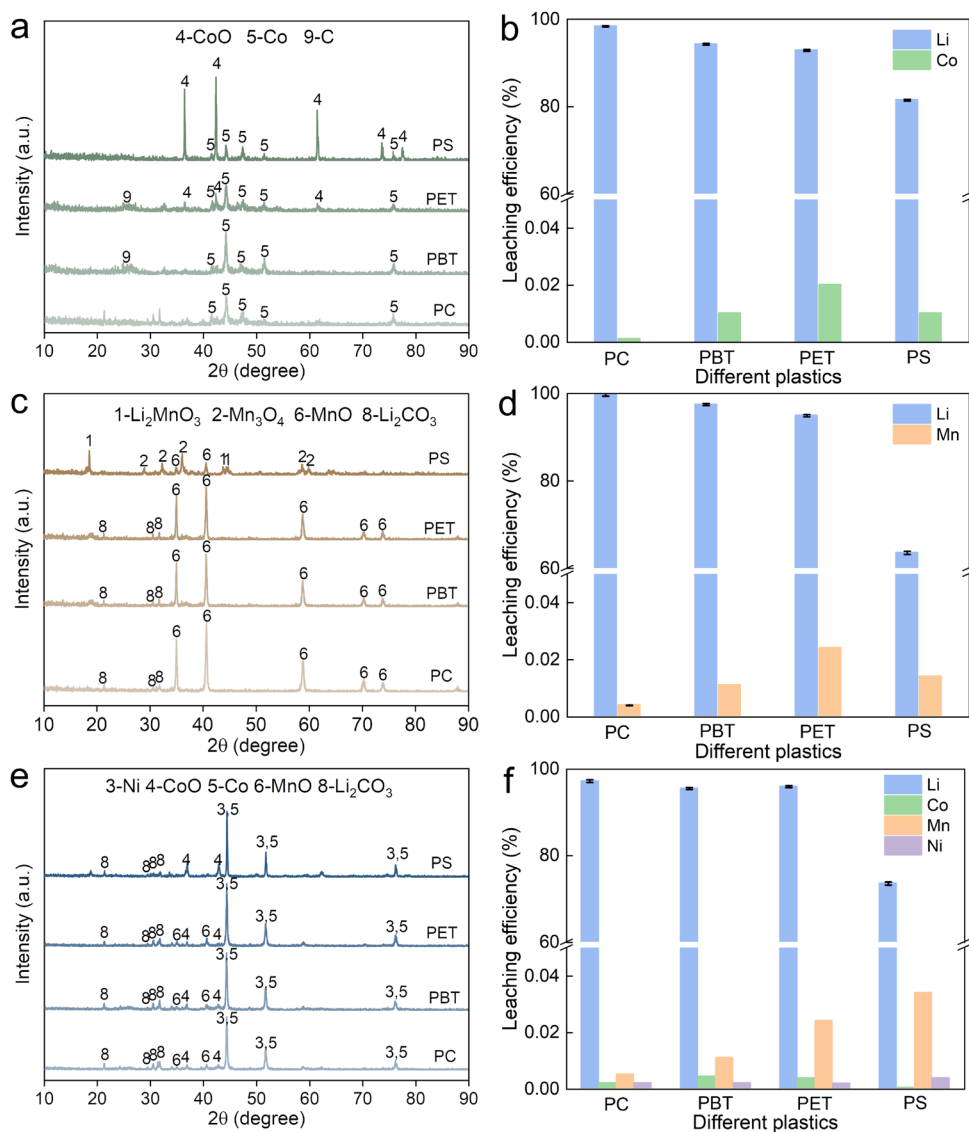 a
4-CoO 5-Co 9-C
4
4
4
4
4
5
5
5
5
5
PS
9
4
5
4
5
5
5
4
5
PET
9
5
5
5
5
5
PBT
5
5
5
5
5
PC
10 20 30 40 50 60 70 80 90
2θ (degree)
Intensity (a.u.)
b
Li
Co
100
80
60
0.04
0.02
0.00
Leaching efficiency (%)
PC PBT PET PS
Different plastics
c
1-Li₂MnO₃ 2-Mn₃O₄ 6-MnO 8-Li₂CO₃
1
2
2
6
2
6
1
1
2
2
PS
8
8
8
6
6
6
6
6
PET
8
8
8
6
6
6
6
6
PBT
8
8
8
6
6
6
6
6
PC
10 20 30 40 50 60 70 80 90
2θ (degree)
Intensity (a.u.)
d
Li
Mn
100
80
60
0.04
0.02
0.00
Leaching efficiency (%)
PC PBT PET PS
Different plastics
e
3-Ni 4-CoO 5-Co 6-MnO 8-Li₂CO₃
8
8
8
8
4
4
3,5
3,5
3,5
PS
8
8
8
8
6
4
6
4
3,5
3,5
3,5
PET
8
8
8
8
6
4
6
4
3,5
3,5
3,5
PBT
8
8
8
8
6
4
6
4
3,5
3,5
3,5
PC
10 20 30 40 50 60 70 80 90
2θ (degree)
Intensity (a.u.)
f
Li
Co
Mn
Ni
100
80
60
0.04
0.02
0.00
Leaching efficiency (%)
PC PBT PET PS
Different plastics